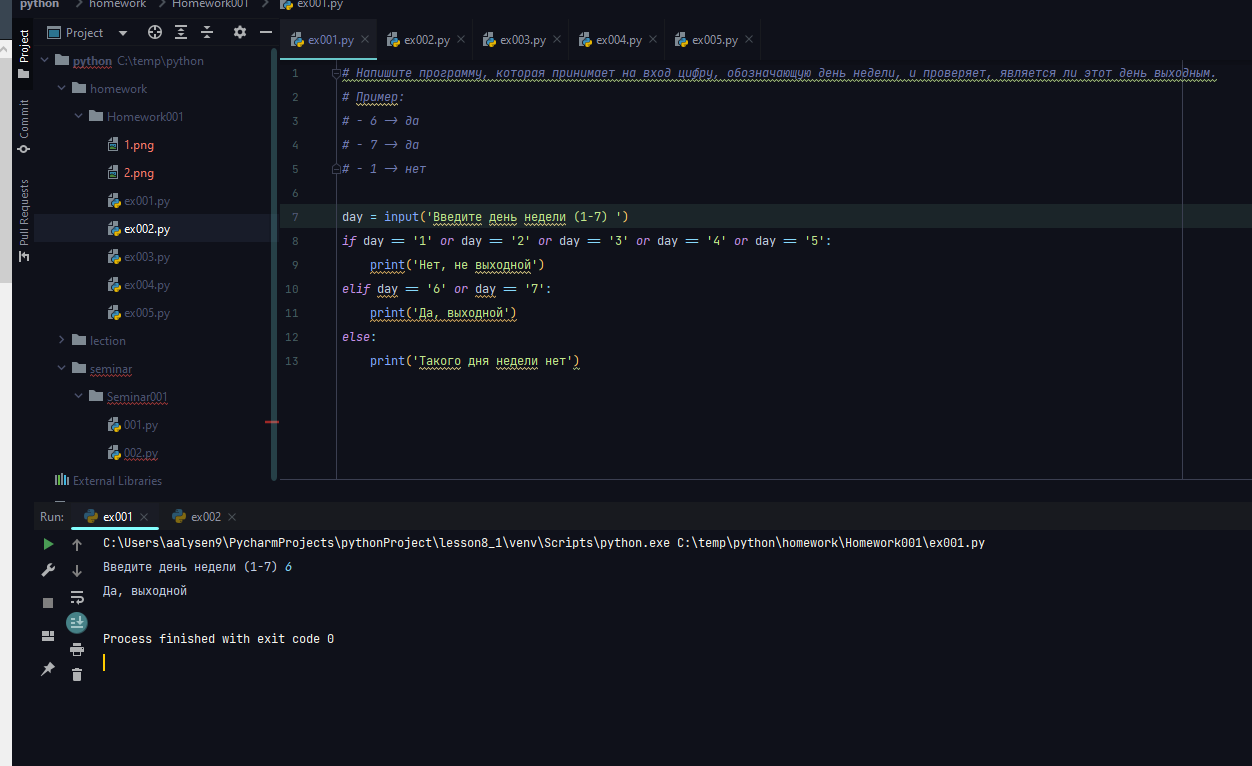 python homework Homework001 ex001.py
Project
ex001.py ex002.py ex003.py ex004.py ex005.py
Project
Commit
Pull Requests
python C:\temp\python
homework
Homework001
1.png
2.png
ex001.py
ex002.py
ex003.py
ex004.py
ex005.py
lection
seminar
Seminar001
001.py
002.py
External Libraries
1 # Напишите программу, которая принимает на вход цифру, обозначающую день недели, и проверяет, является ли этот день выходным.
2 # Пример:
3 # - 6 -> да
4 # - 7 -> да
5 # - 1 -> нет
6
7 day = input('Введите день недели (1-7) ')
8 if day == '1' or day == '2' or day == '3' or day == '4' or day == '5':
9 print('Нет, не выходной')
10 elif day == '6' or day == '7':
11 print('Да, выходной')
12 else:
13 print('Такого дня недели нет')
Run: ex001 ex002
C:\Users\aalysen9\PycharmProjects\pythonProject\lesson8_1\venv\Scripts\python.exe C:\temp\python\homework\Homework001\ex001.py
Введите день недели (1-7) 6
Да, выходной
Process finished with exit code 0